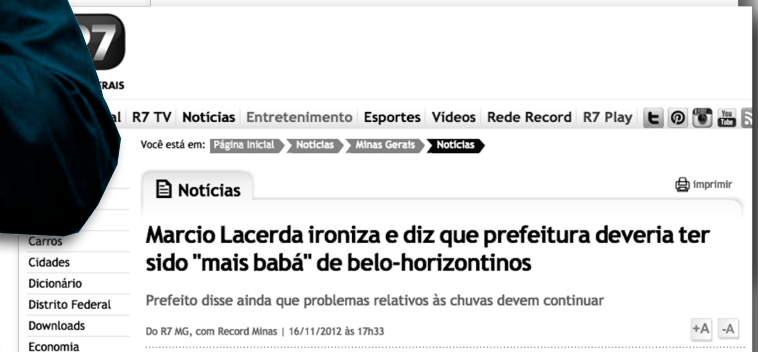 R7
RAIS
R7 TV Notícias Entretenimento Esportes Vídeos Rede Record R7 Play You Tube
Você está em: Página Inicial Notícias Minas Gerais Notícias
Notícias
imprimir
Marcio Lacerda ironiza e diz que prefeitura deveria ter
sido "mais babá" de belo-horizontinos
Prefeito disse ainda que problemas relativos às chuvas devem continuar
Do R7 MG, com Record Minas | 16/11/2012 às 17h33
+A -A
Carros
Cidades
Dicionário
Distrito Federal
Downloads
Economia